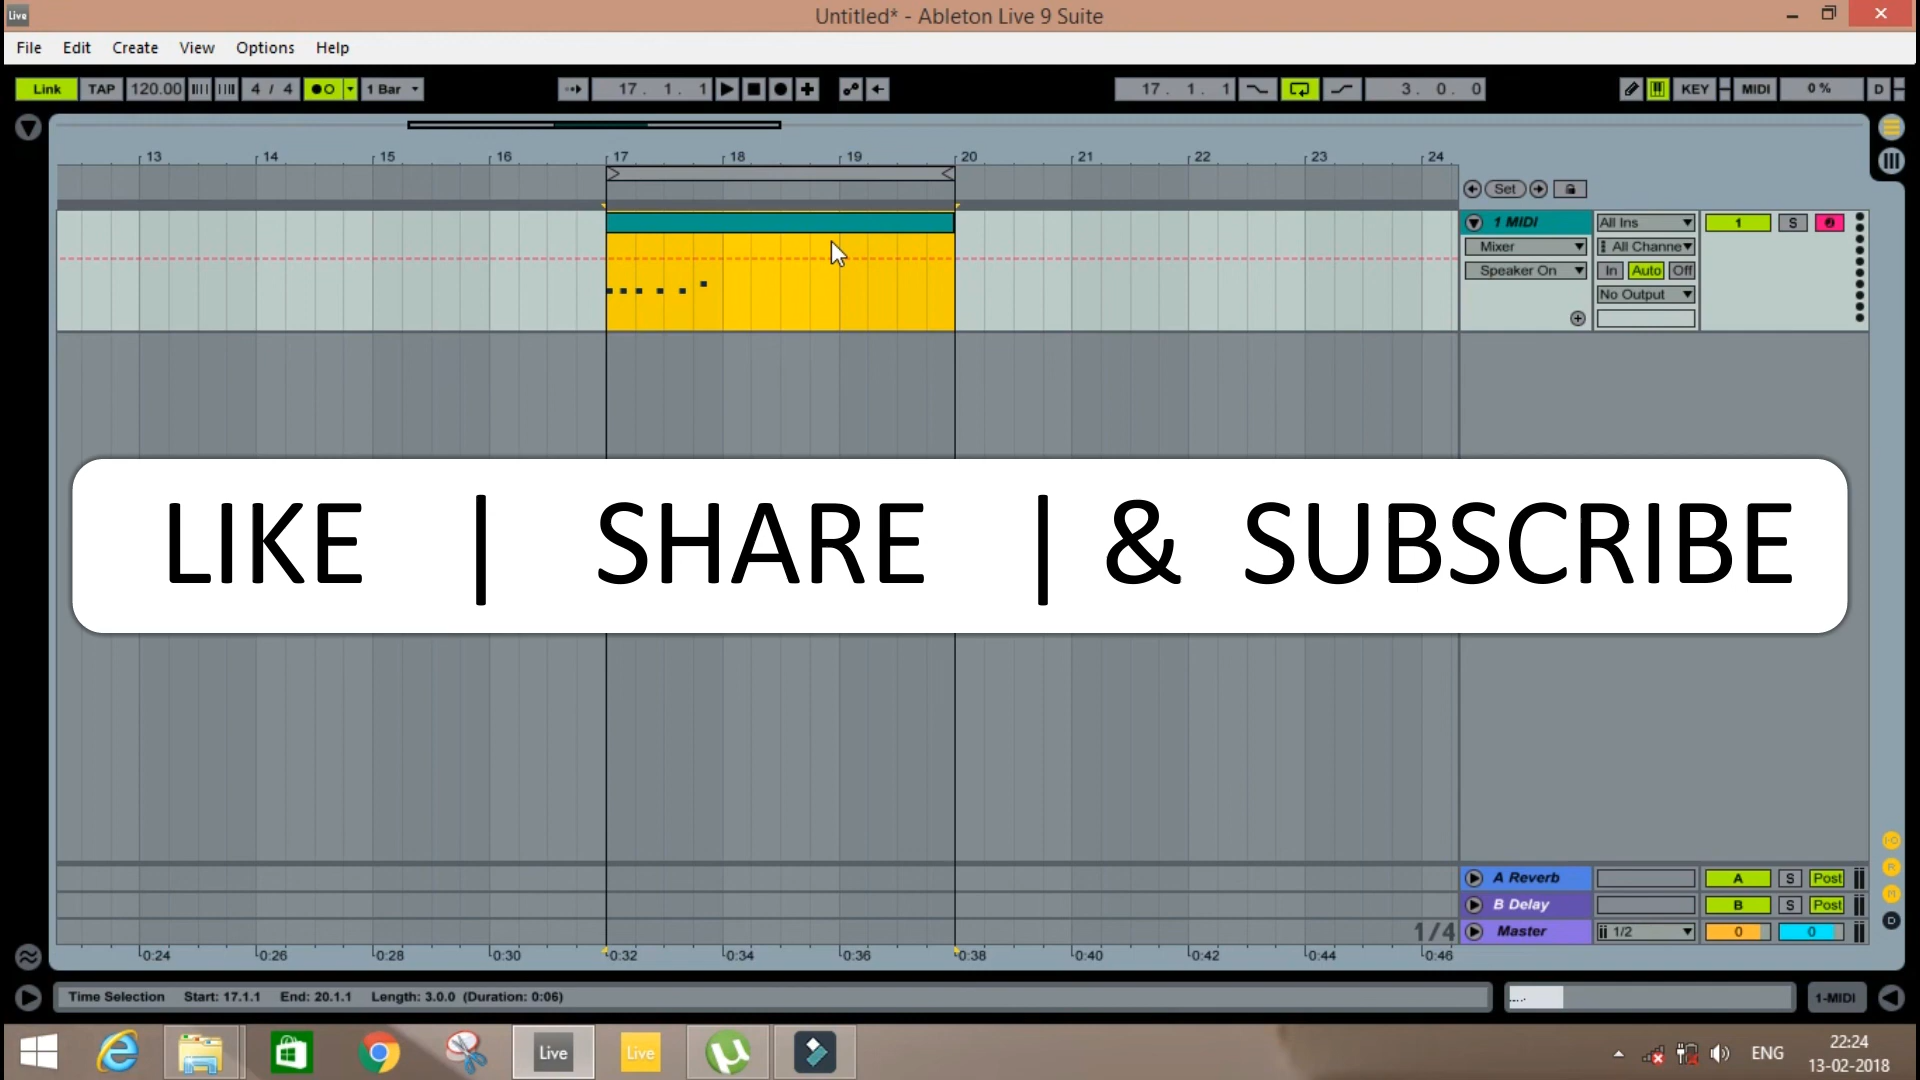 Live Untitled* - Ableton Live 9 Suite
File Edit Create View Options Help
Link TAP 120.00 4 / 4 1 Bar 17. 1. 1 17. 1. 1 3. 0. 0 KEY MIDI 0 % D
13 14 15 16 17 18 19 20 21 22 23 24
Set
1 MIDI All Ins 1 S
Mixer All Channe
Speaker On In Auto Off
No Output
LIKE | SHARE | & SUBSCRIBE
A Reverb A S Post
B Delay B S Post
1/4 Master 1/2 0 0
0:24 0:26 0:28 0:30 0:32 0:34 0:36 0:38 0:40 0:42 0:44 0:46
Time Selection Start: 17.1.1 End: 20.1.1 Length: 3.0.0 (Duration: 0:06) 1-MIDI
Live Live ENG 22:24
13-02-2018